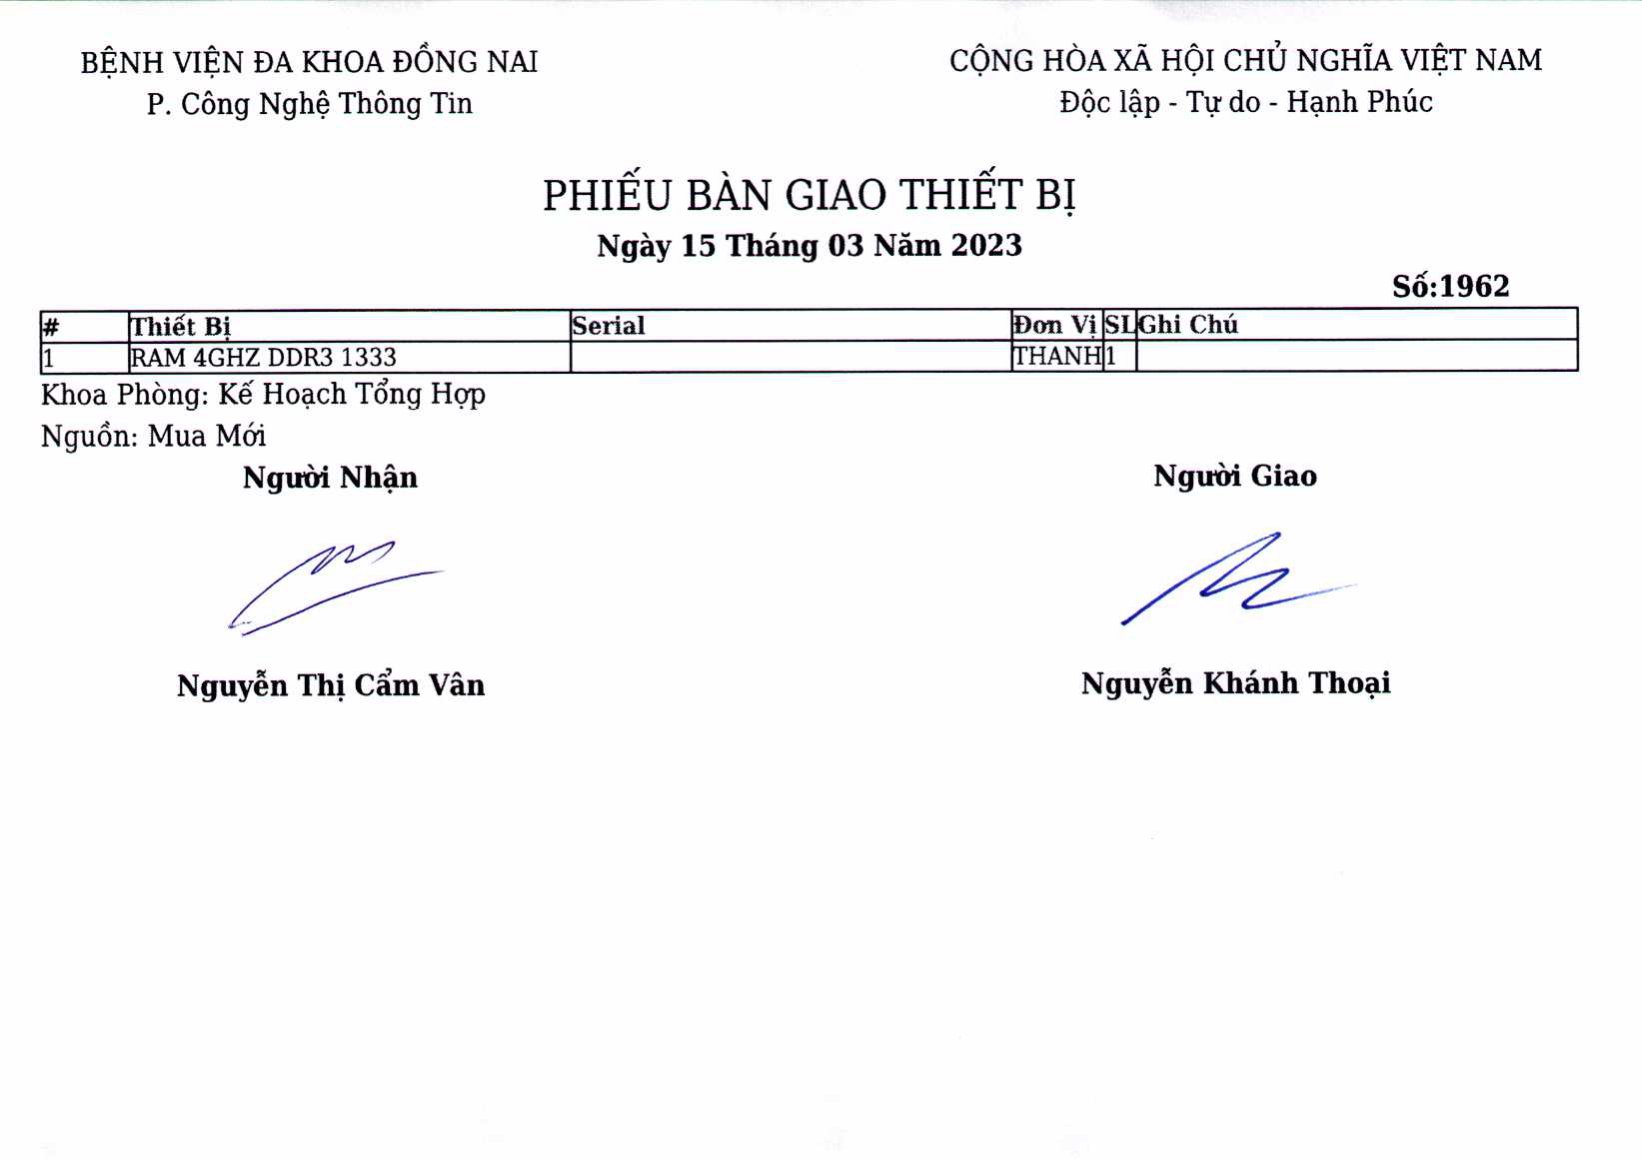 BỆNH VIỆN ĐA KHOA ĐỒNG NAI
P. Công Nghệ Thông Tin
CỘNG HÒA XÃ HỘI CHỦ NGHĨA VIỆT NAM
Độc lập - Tự do - Hạnh Phúc
PHIẾU BÀN GIAO THIẾT BỊ
Ngày 15 Tháng 03 Năm 2023
Số:1962
# Thiết Bị Serial Đơn Vị SL Ghi Chú
1 RAM 4GHZ DDR3 1333 THANH 1
Khoa Phòng: Kế Hoạch Tổng Hợp
Nguồn: Mua Mới
Người Nhận Người Giao
Nguyễn Thị Cẩm Vân Nguyễn Khánh Thoại